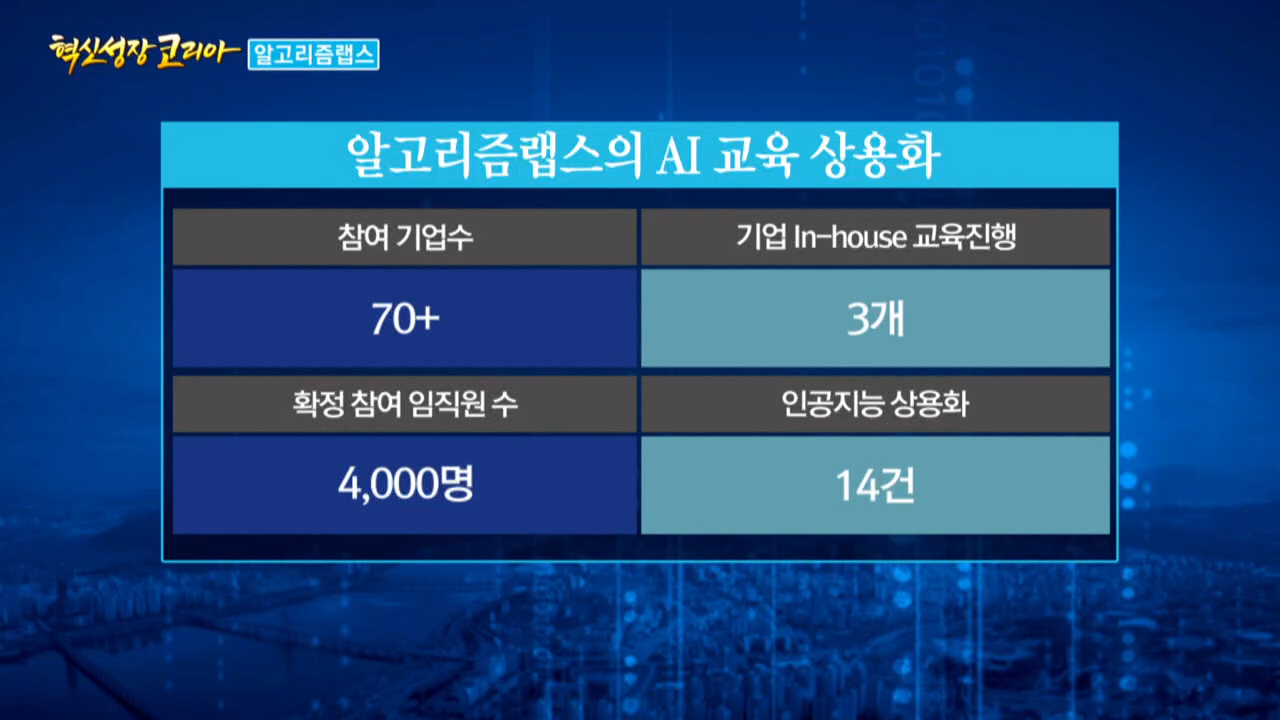 혁신성장 코리아 알고리즘랩스
알고리즘랩스의 AI 교육 상용화
참여 기업수
기업 In-house 교육진행
70+
3개
확정 참여 임직원 수
인공지능 상용화
4,000명
14건